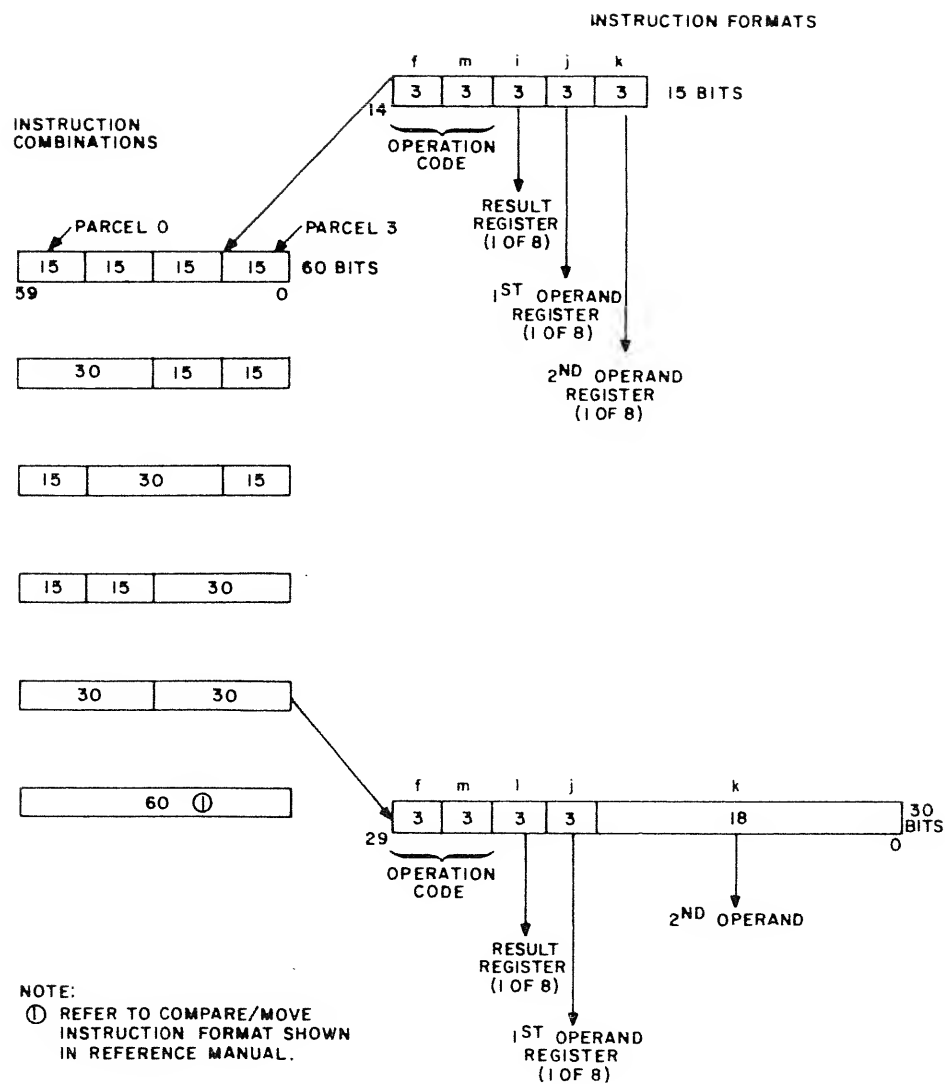 INSTRUCTION FORMATS
f m i j k
3 3 3 3 3 15 BITS
14
OPERATION
CODE
RESULT
REGISTER
(1 OF 8)
1ST OPERAND
REGISTER
(1 OF 8)
2ND OPERAND
REGISTER
(1 OF 8)
INSTRUCTION
COMBINATIONS
PARCEL 0 PARCEL 3
15 15 15 15 60 BITS
59 0
30 15 15
15 30 15
15 15 30
30 30
60 ①
f m l j k
3 3 3 3 18 30 BITS
29 0
OPERATION
CODE
RESULT
REGISTER
(1 OF 8)
1ST OPERAND
REGISTER
(1 OF 8)
2ND OPERAND
NOTE:
① REFER TO COMPARE/MOVE
INSTRUCTION FORMAT SHOWN
IN REFERENCE MANUAL.